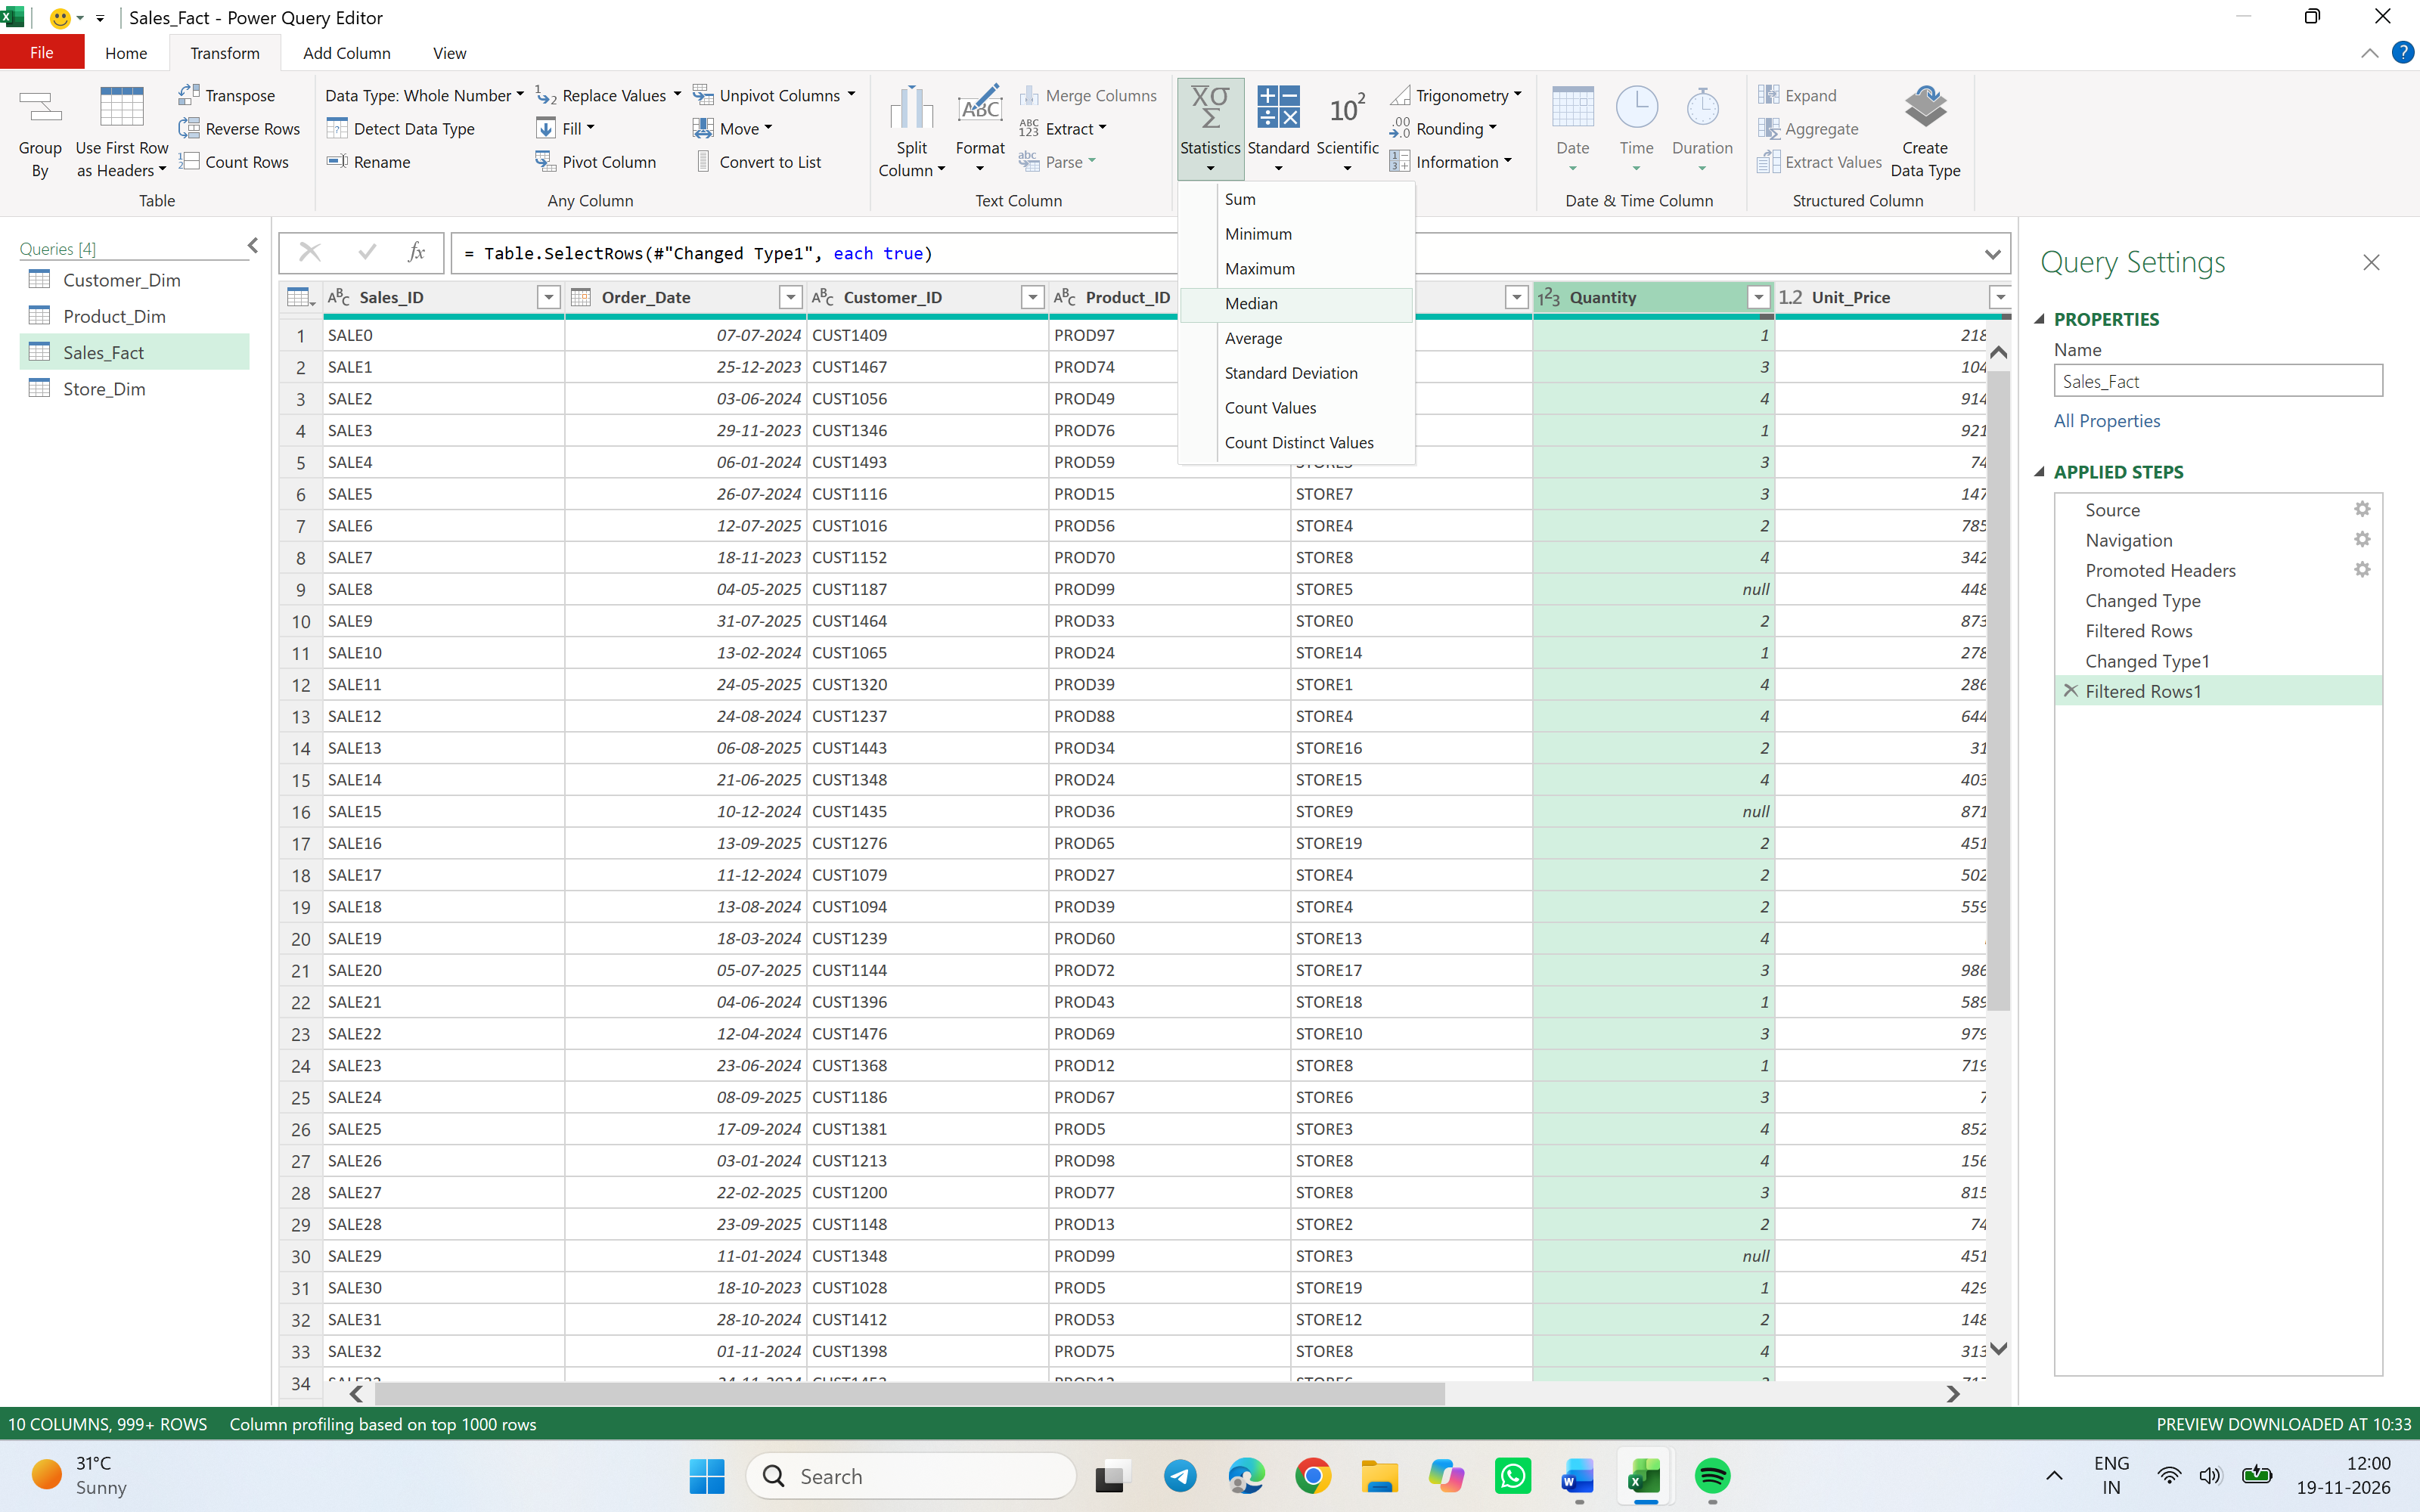 Sales_Fact - Power Query Editor
File Home Transform Add Column View
Group By
Use First Row as Headers
Transpose
Reverse Rows
Count Rows
Table
Data Type: Whole Number
Detect Data Type
Rename
Replace Values
Fill
Pivot Column
Unpivot Columns
Move
Convert to List
Any Column
Split Column
Format
Merge Columns
Extract
Parse
Text Column
Statistics
Standard
Scientific
Trigonometry
Rounding
Information
Date
Time
Duration
Date & Time Column
Expand
Aggregate
Extract Values
Create Data Type
Structured Column
Sum
Minimum
Maximum
Median
Average
Standard Deviation
Count Values
Count Distinct Values
Queries [4]
Customer_Dim
Product_Dim
Sales_Fact
Store_Dim
fx = Table.SelectRows(#"Changed Type1", each true)
Sales_ID Order_Date Customer_ID Product_ID Quantity Unit_Price
1 SALE0 07-07-2024 CUST1409 PROD97 1 218
2 SALE1 25-12-2023 CUST1467 PROD74 3 104
3 SALE2 03-06-2024 CUST1056 PROD49 4 914
4 SALE3 29-11-2023 CUST1346 PROD76 1 921
5 SALE4 06-01-2024 CUST1493 PROD59 3 74
6 SALE5 26-07-2024 CUST1116 PROD15 STORE7 3 147
7 SALE6 12-07-2025 CUST1016 PROD56 STORE4 2 785
8 SALE7 18-11-2023 CUST1152 PROD70 STORE8 4 342
9 SALE8 04-05-2025 CUST1187 PROD99 STORE5 null 448
10 SALE9 31-07-2025 CUST1464 PROD33 STORE0 2 873
11 SALE10 13-02-2024 CUST1065 PROD24 STORE14 1 278
12 SALE11 24-05-2025 CUST1320 PROD39 STORE1 4 286
13 SALE12 24-08-2024 CUST1237 PROD88 STORE4 4 644
14 SALE13 06-08-2025 CUST1443 PROD34 STORE16 2 31
15 SALE14 21-06-2025 CUST1348 PROD24 STORE15 4 403
16 SALE15 10-12-2024 CUST1435 PROD36 STORE9 null 871
17 SALE16 13-09-2025 CUST1276 PROD65 STORE19 2 451
18 SALE17 11-12-2024 CUST1079 PROD27 STORE4 2 502
19 SALE18 13-08-2024 CUST1094 PROD39 STORE4 2 559
20 SALE19 18-03-2024 CUST1239 PROD60 STORE13 4
21 SALE20 05-07-2025 CUST1144 PROD72 STORE17 3 986
22 SALE21 04-06-2025 CUST1396 PROD43 STORE18 1 589
23 SALE22 12-04-2024 CUST1476 PROD69 STORE10 3 979
24 SALE23 23-06-2024 CUST1368 PROD12 STORE8 1 719
25 SALE24 08-09-2025 CUST1186 PROD67 STORE6 3 7
26 SALE25 17-09-2024 CUST1381 PROD5 STORE3 4 852
27 SALE26 03-01-2024 CUST1213 PROD98 STORE8 4 156
28 SALE27 22-02-2025 CUST1200 PROD77 STORE8 3 815
29 SALE28 23-09-2025 CUST1148 PROD13 STORE2 2 74
30 SALE29 11-01-2024 CUST1348 PROD99 STORE3 null 451
31 SALE30 18-10-2023 CUST1028 PROD5 STORE19 1 429
32 SALE31 28-10-2024 CUST1412 PROD53 STORE12 2 148
33 SALE32 01-11-2024 CUST1398 PROD75 STORE8 4 313
34
Query Settings
PROPERTIES
Name
Sales_Fact
All Properties
APPLIED STEPS
Source
Navigation
Promoted Headers
Changed Type
Filtered Rows
Changed Type1
Filtered Rows1
10 COLUMNS, 999+ ROWS Column profiling based on top 1000 rows
PREVIEW DOWNLOADED AT 10:33
31°C
Sunny
Search
ENG
IN
12:00
19-11-2026